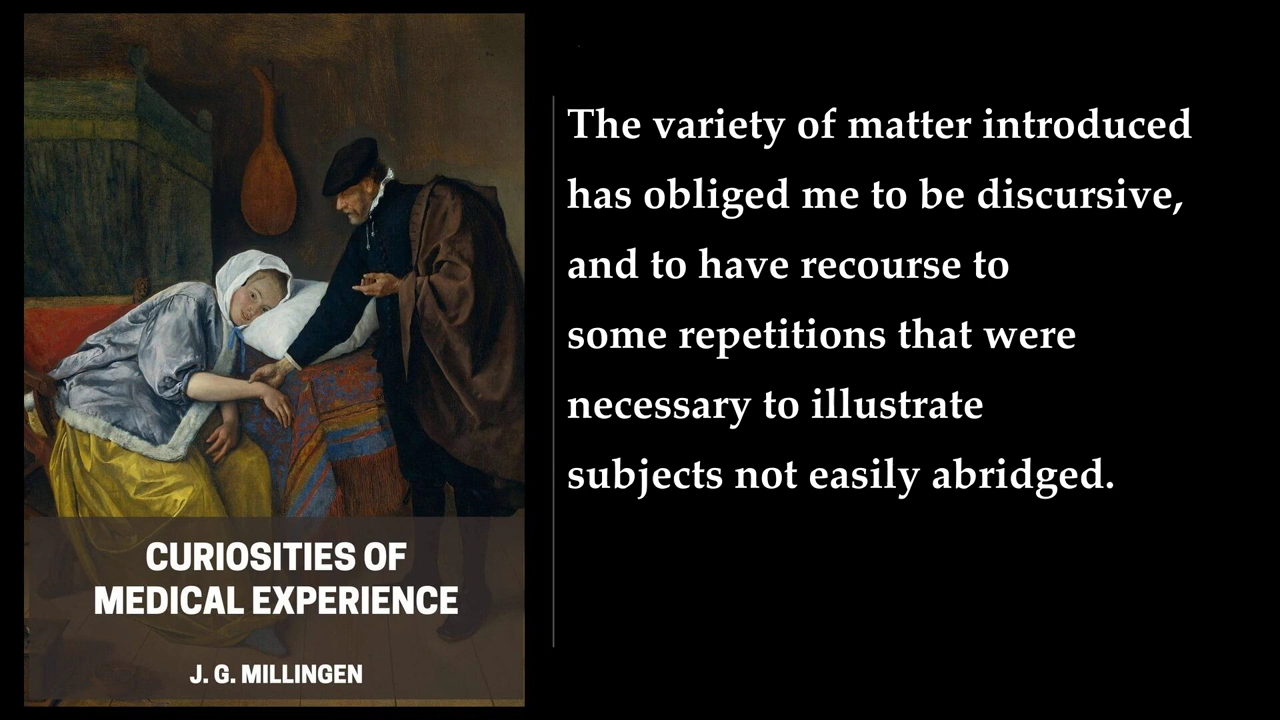 The variety of matter introduced
has obliged me to be discursive,
and to have recourse to
some repetitions that were
necessary to illustrate
subjects not easily abridged.
CURIOSITIES OF
MEDICAL EXPERIENCE
J. G. MILLINGEN